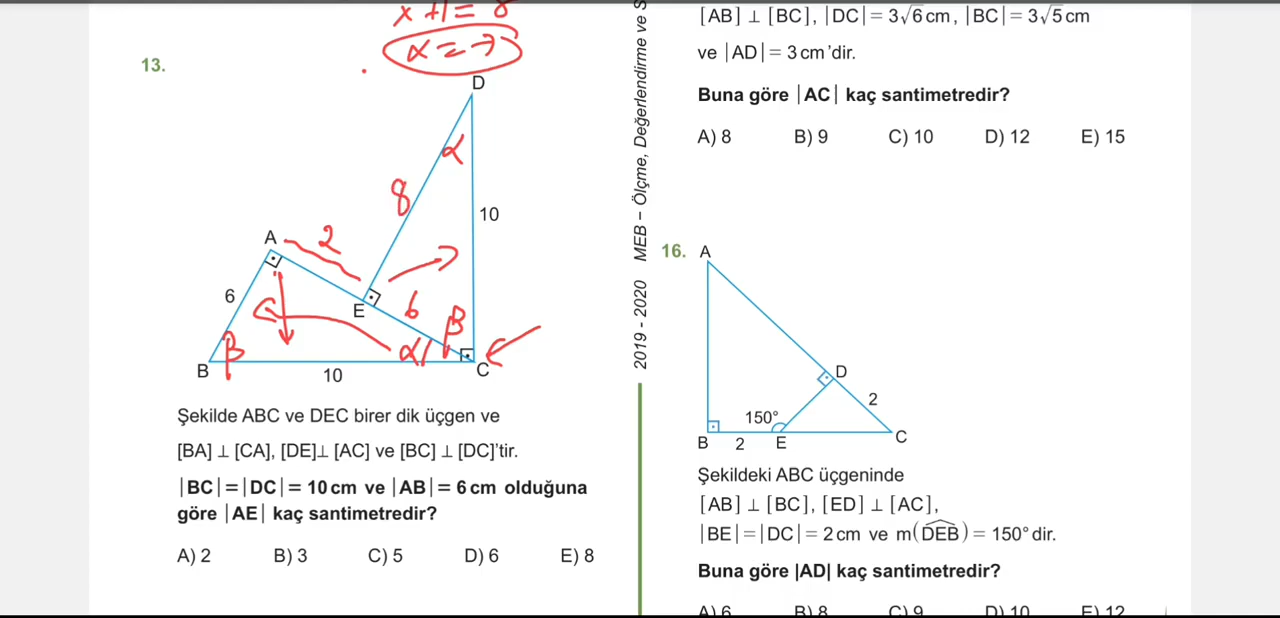 x+1=8
α=7
13.
D
α
8
10
A
2
6
E
6
β
β
α
B
10
C
Şekilde ABC ve DEC birer dik üçgen ve
[BA] ⊥ [CA], [DE]⊥ [AC] ve [BC] ⊥ [DC]'tir.
|BC|=|DC|= 10 cm ve |AB|= 6 cm olduğuna
göre |AE| kaç santimetredir?
A) 2 B) 3 C) 5 D) 6 E) 8
2019 - 2020 MEB – Ölçme, Değerlendirme ve S
[AB] ⊥ [BC], |DC|= 3√6 cm, |BC|= 3√5 cm
ve |AD|= 3 cm'dir.
Buna göre |AC| kaç santimetredir?
A) 8 B) 9 C) 10 D) 12 E) 15
16.
A
D
2
150°
B 2 E C
Şekildeki ABC üçgeninde
[AB] ⊥ [BC], [ED] ⊥ [AC],
|BE|=|DC|= 2 cm ve m(DEB)= 150° dir.
Buna göre |AD| kaç santimetredir?
A) 6 B) 8 C) 9 D) 10 E) 12